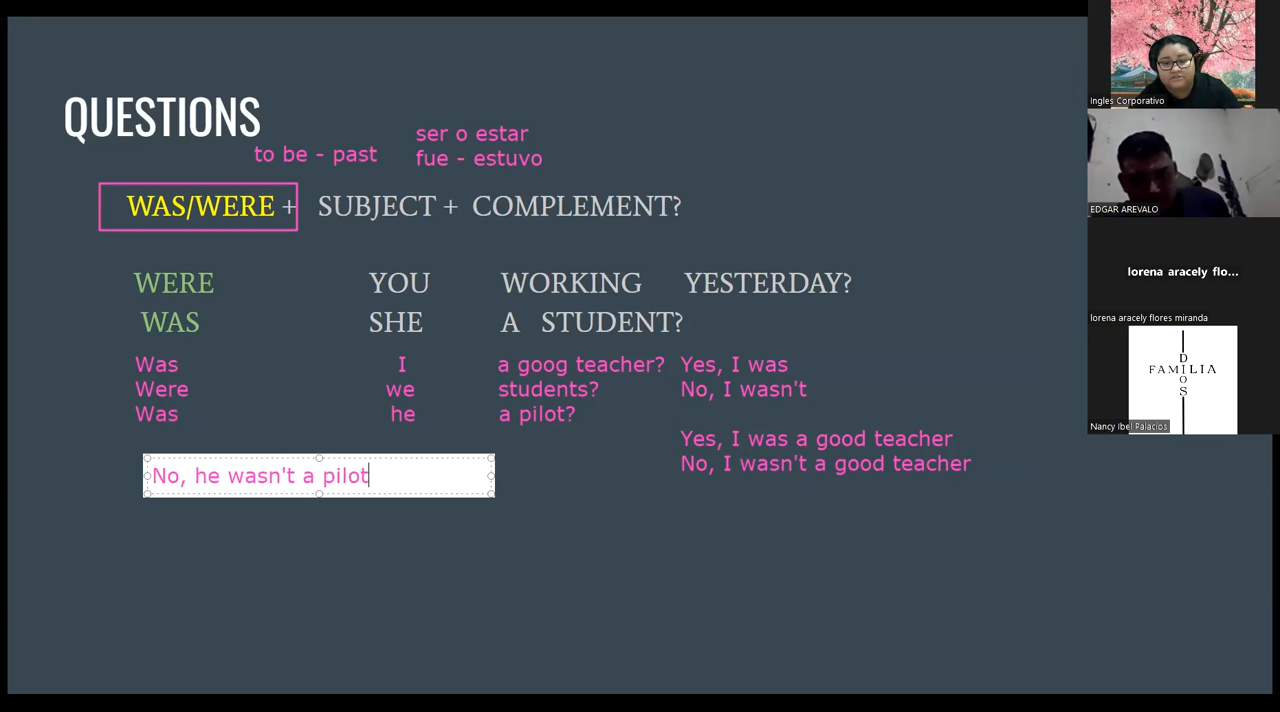 QUESTIONS
to be - past
ser o estar
fue - estuvo
WAS/WERE + SUBJECT + COMPLEMENT?
WERE YOU WORKING YESTERDAY?
WAS SHE A STUDENT?
Was I a goog teacher?
Were we students?
Was he a pilot?
Yes, I was
No, I wasn't
Yes, I was a good teacher
No, I wasn't a good teacher
No, he wasn't a pilot
Ingles Corporativo
EDGAR AREVALO
lorena aracely flo...
lorena aracely flores miranda
FAMILIA
DIOS
Nancy Ibel Palacios